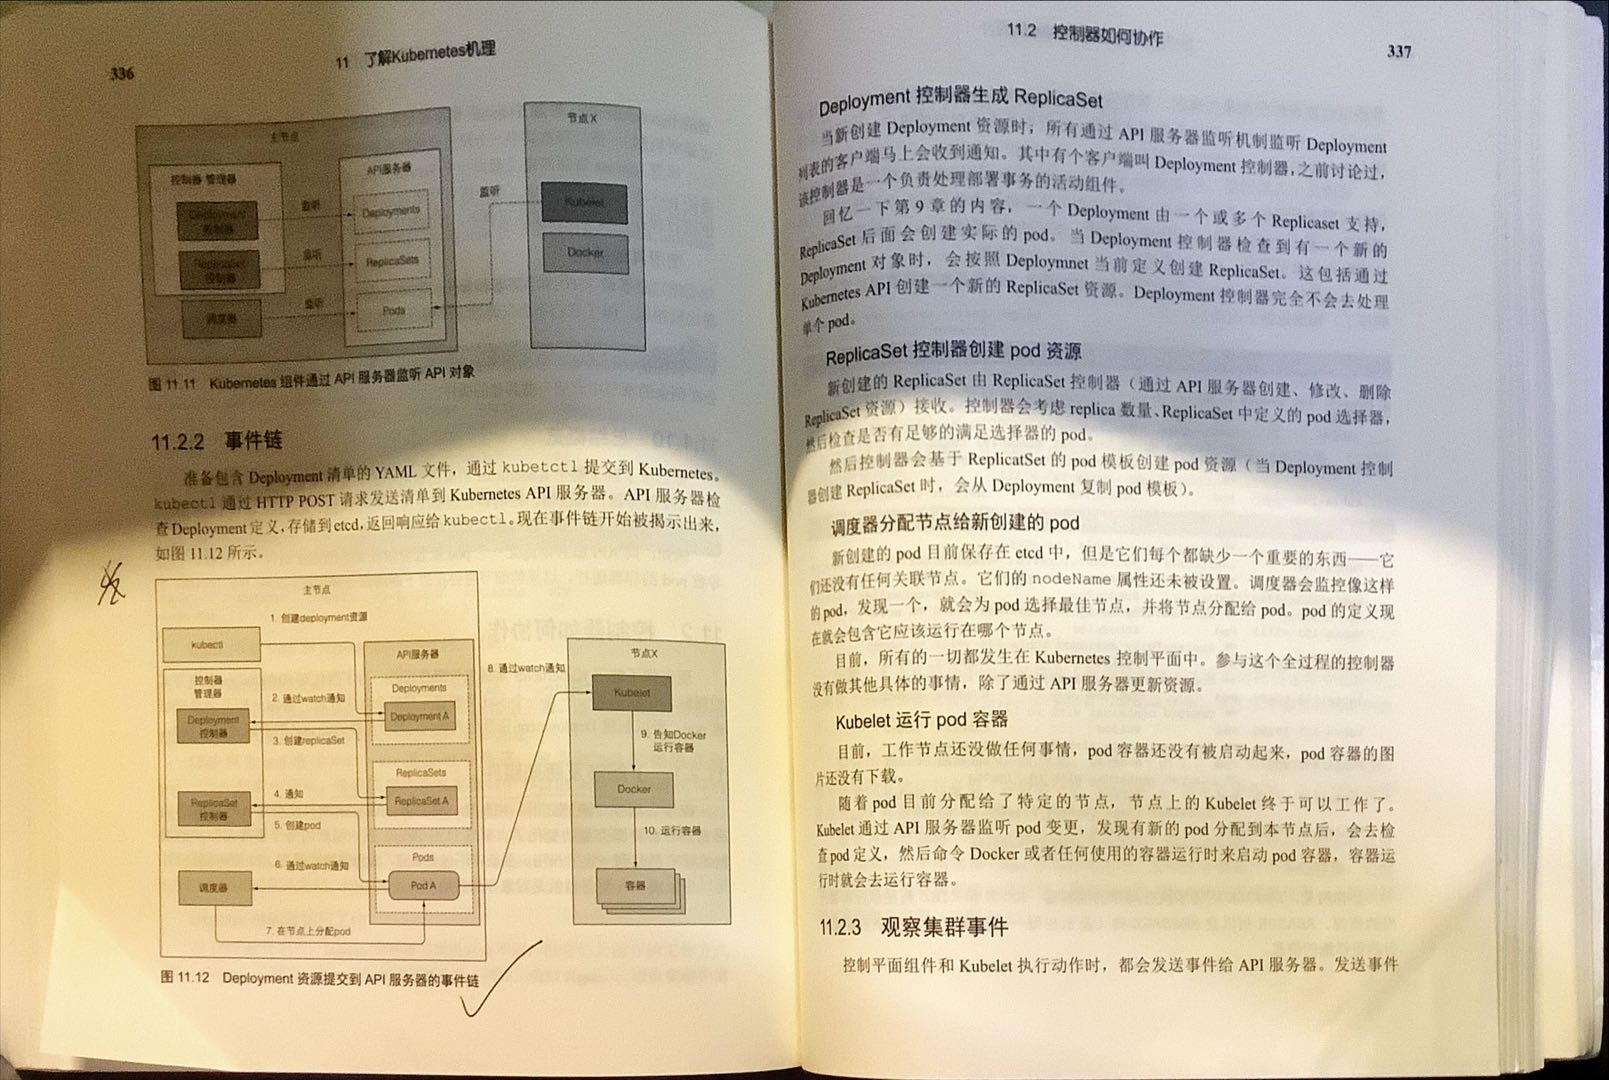 336
11 了解Kubernetes机理
主节点
控制器 管理器
Deployment
控制器
ReplicaSet
控制器
调度器
监听
监听
监听
API服务器
Deployments
ReplicaSets
Pods
监听
节点X
Kubelet
Docker
图 11.11 Kubernetes 组件通过 API 服务器监听 API 对象
11.2.2 事件链
准备包含 Deployment 清单的 YAML 文件，通过 kubetctl 提交到 Kubernetes。
kubectl 通过 HTTP POST 请求发送清单到 Kubernetes API 服务器。API 服务器检
查 Deployment 定义，存储到 etcd，返回响应给 kubectl。现在事件链开始被揭示出来，
如图 11.12 所示。
主节点
1. 创建deployment资源
kubectl
控制器
管理器
API服务器
Deployments
2. 通过watch通知
Deployment A
Deployment
控制器
3. 创建replicaSet
ReplicaSets
4. 通知
ReplicaSet A
ReplicaSet
控制器
5. 创建pod
Pods
6. 通过watch通知
Pod A
调度器
7. 在节点上分配pod
8. 通过watch通知
节点X
Kubelet
9. 告知Docker
运行容器
Docker
10. 运行容器
容器
图 11.12 Deployment 资源提交到 API 服务器的事件链
11.2 控制器如何协作
337
Deployment 控制器生成 ReplicaSet
当新创建 Deployment 资源时，所有通过 API 服务器监听机制监听 Deployment
列表的客户端马上会收到通知。其中有个客户端叫 Deployment 控制器，之前讨论过，
该控制器是一个负责处理部署事务的活动组件。
回忆一下第 9 章的内容，一个 Deployment 由一个或多个 Replicaset 支持，
ReplicaSet 后面会创建实际的 pod。当 Deployment 控制器检查到有一个新的
Deployment 对象时，会按照 Deploymnet 当前定义创建 ReplicaSet。这包括通过
Kubernetes API 创建一个新的 ReplicaSet 资源。Deployment 控制器完全不会去处理
单个 pod。
ReplicaSet 控制器创建 pod 资源
新创建的 ReplicaSet 由 ReplicaSet 控制器（通过 API 服务器创建、修改、删除
ReplicaSet 资源）接收。控制器会考虑 replica 数量、ReplicaSet 中定义的 pod 选择器，
然后检查是否有足够的满足选择器的 pod。
然后控制器会基于 ReplicatSet 的 pod 模板创建 pod 资源（当 Deployment 控制
器创建 ReplicaSet 时，会从 Deployment 复制 pod 模板）。
调度器分配节点给新创建的 pod
新创建的 pod 目前保存在 etcd 中，但是它们每个都缺少一个重要的东西——它
们还没有任何关联节点。它们的 nodeName 属性还未被设置。调度器会监控像这样
的 pod，发现一个，就会为 pod 选择最佳节点，并将节点分配给 pod。pod 的定义现
在就会包含它应该运行在哪个节点。
目前，所有的一切都发生在 Kubernetes 控制平面中。参与这个全过程的控制器
没有做其他具体的事情，除了通过 API 服务器更新资源。
Kubelet 运行 pod 容器
目前，工作节点还没做任何事情，pod 容器还没有被启动起来，pod 容器的图
片还没有下载。
随着 pod 目前分配给了特定的节点，节点上的 Kubelet 终于可以工作了。
Kubelet 通过 API 服务器监听 pod 变更，发现有新的 pod 分配到本节点后，会去检
查 pod 定义，然后命令 Docker 或者任何使用的容器运行时来启动 pod 容器，容器运
行时就会去运行容器。
11.2.3 观察集群事件
控制平面组件和 Kubelet 执行动作时，都会发送事件给 API 服务器。发送事件